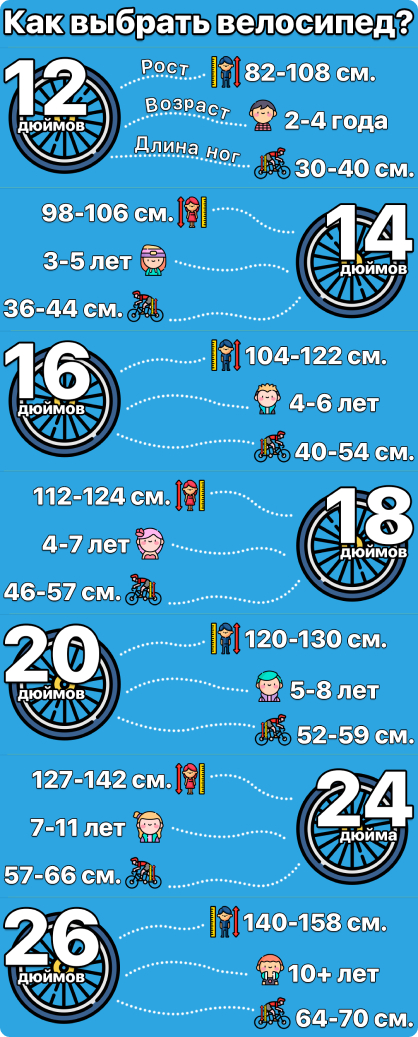 Как выбрать велосипед?
12
дюймов
Рост
82-108 см.
Возраст
2-4 года
Длина ног
30-40 см.
98-106 см.
14
дюймов
3-5 лет
36-44 см.
16
дюймов
104-122 см.
4-6 лет
40-54 см.
112-124 см.
18
дюймов
4-7 лет
46-57 см.
20
дюймов
120-130 см.
5-8 лет
52-59 см.
127-142 см.
24
дюйма
7-11 лет
57-66 см.
26
дюймов
140-158 см.
10+ лет
64-70 см.